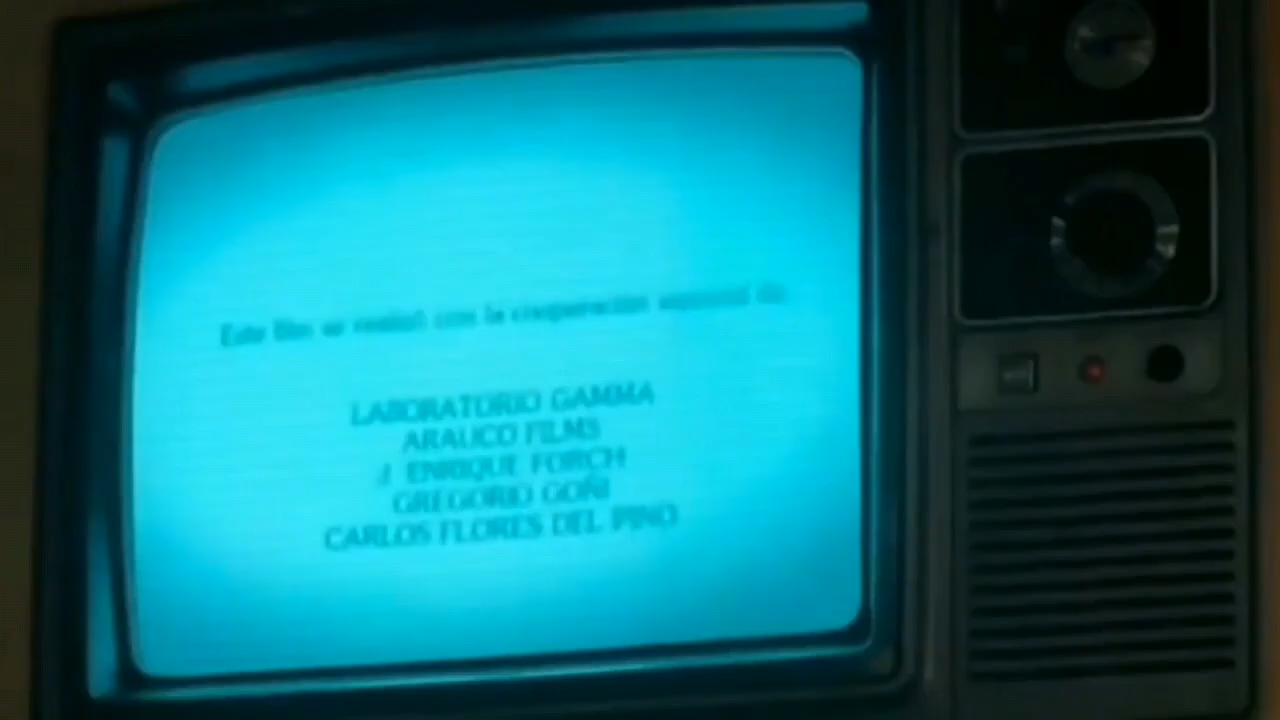 Este film se realizó con la cooperación especial de:
LABORATORIO GAMMA
ARAUCO FILMS
J. ENRIQUE FORCH
GREGORIO GOÑI
CARLOS FLORES DEL PINO